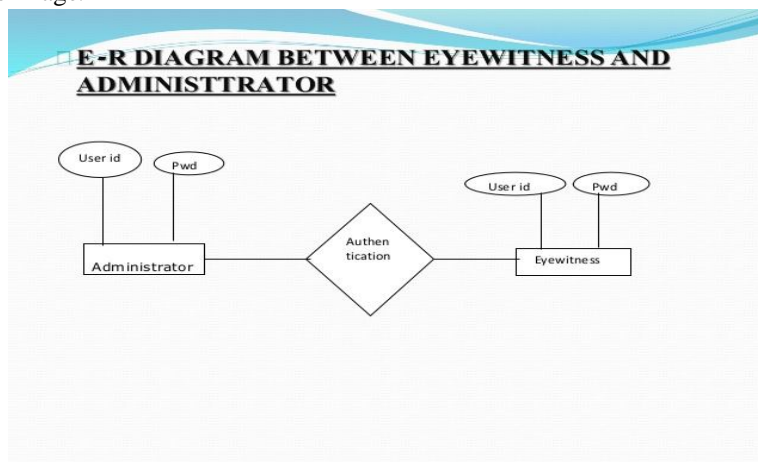 E-R DIAGRAM BETWEEN EYEWITNESS AND
ADMINISTTRATOR
User id
Pwd
User id
Pwd
Authen
tication
Administrator
Eyewitness